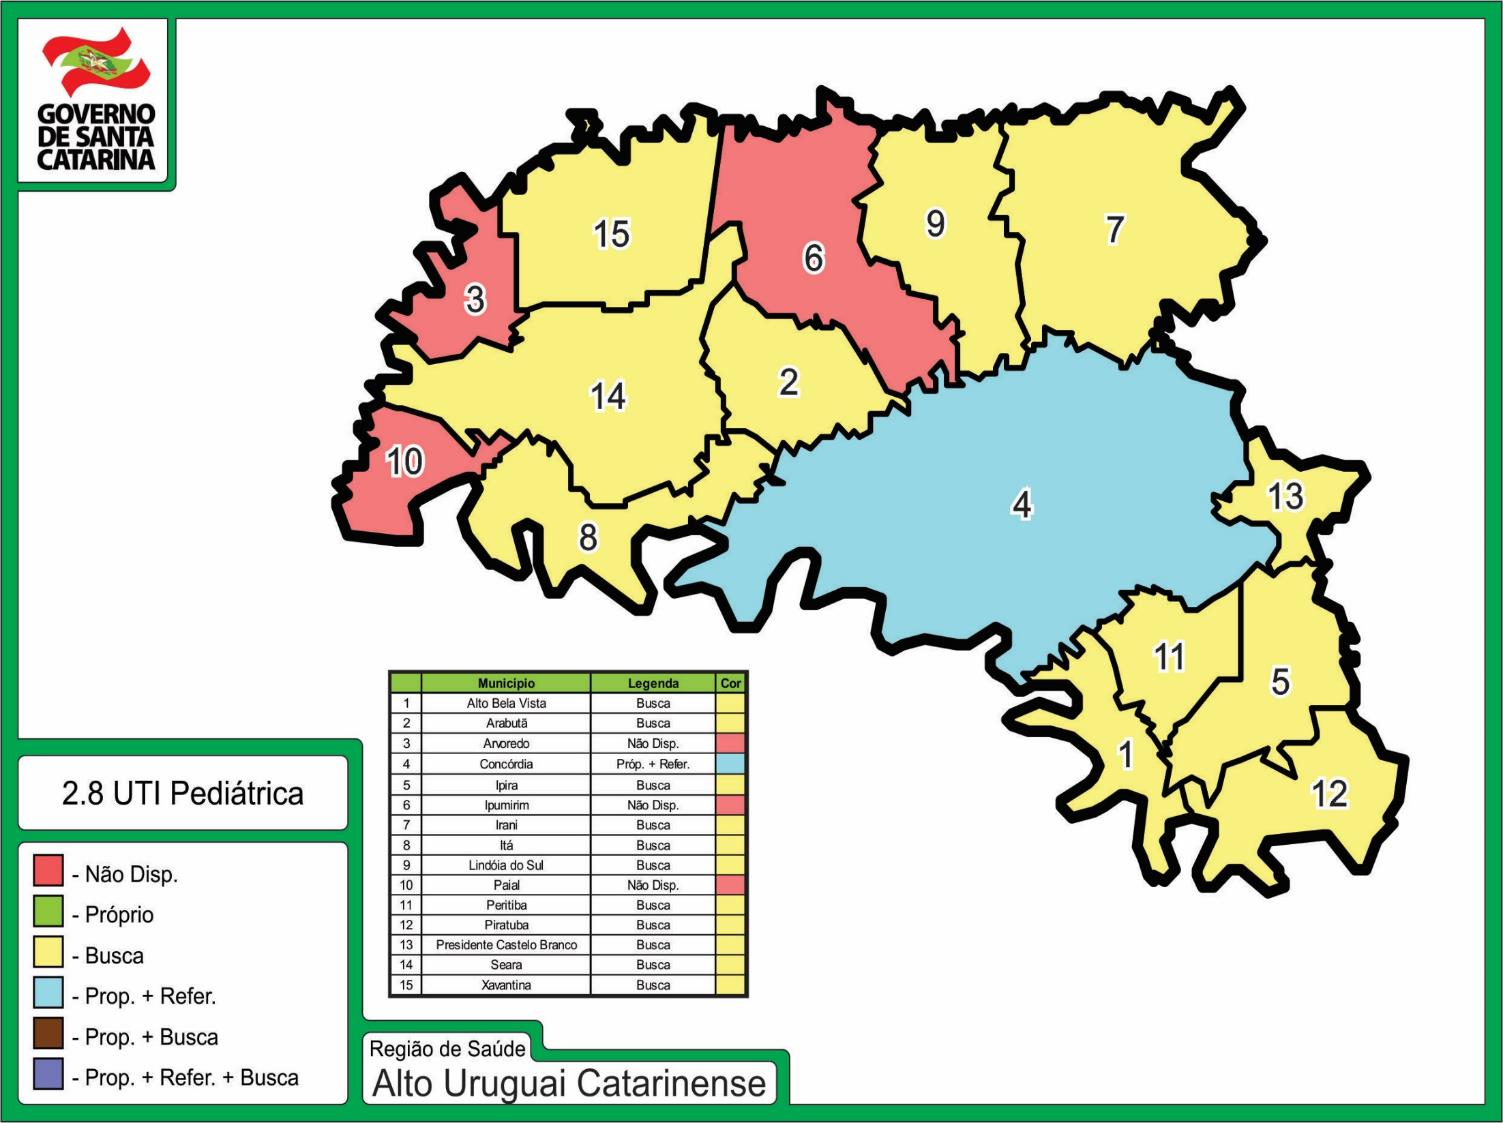 GOVERNO
DE SANTA
CATARINA
15
6
9
7
3
14
2
10
8
4
13
11
5
1
12
Municipio Legenda Cor
1 Alto Bela Vista Busca
2 Arabutã Busca
3 Arvoredo Não Disp.
4 Concórdia Próp. + Refer.
5 Ipira Busca
6 Ipumirim Não Disp.
7 Irani Busca
8 Itá Busca
9 Lindóia do Sul Busca
10 Paial Não Disp.
11 Peritiba Busca
12 Piratuba Busca
13 Presidente Castelo Branco Busca
14 Seara Busca
15 Xavantina Busca
2.8 UTI Pediátrica
- Não Disp.
- Próprio
- Busca
- Prop. + Refer.
- Prop. + Busca
- Prop. + Refer. + Busca
Região de Saúde
Alto Uruguai Catarinense